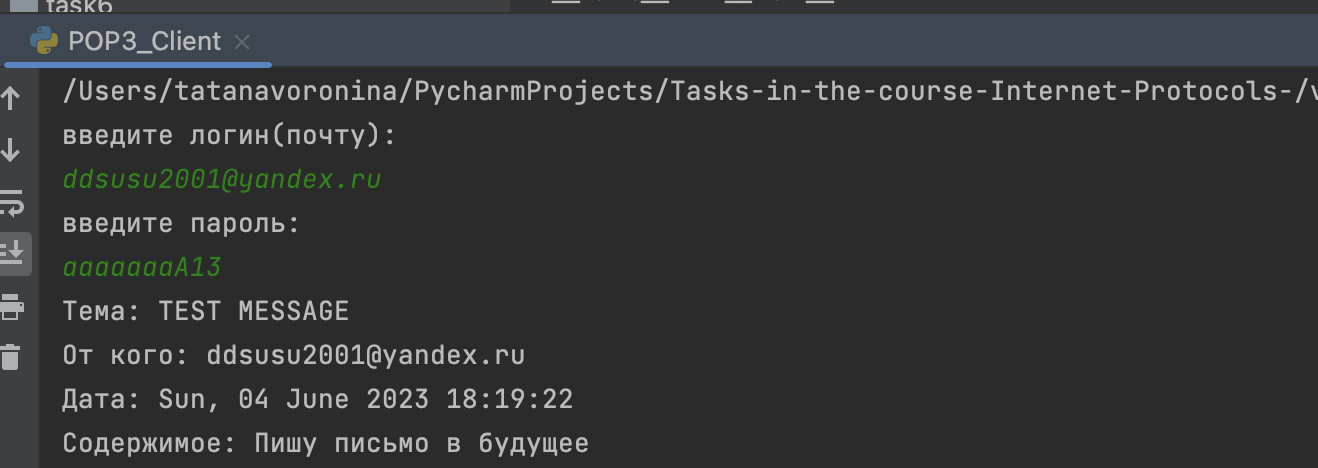 task6
POP3_Client
/Users/tatanavoronina/PycharmProjects/Tasks-in-the-course-Internet-Protocols-/v
введите логин(почту):
ddsusu2001@yandex.ru
введите пароль:
aaaaaaaA13
Тема: TEST MESSAGE
От кого: ddsusu2001@yandex.ru
Дата: Sun, 04 June 2023 18:19:22
Содержимое: Пишу письмо в будущее